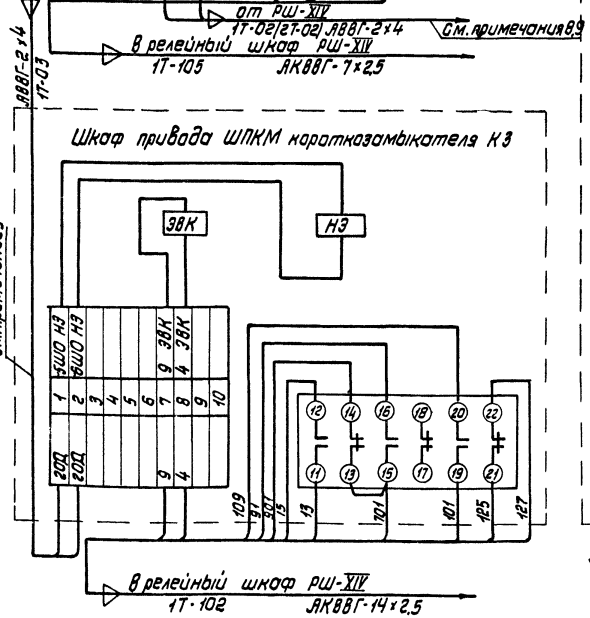 от РШ-XIV
1Т-02(2Т-02) АВВГ-2×4
См. примечания 8,9
АВВГ-2×4
1Т-03
В релейный шкаф РШ-XIV
1Т-105 АКВВГ-7×2,5
Шкаф привода ШПКМ короткозамыкателя КЗ
ЭВК
НЭ
5ШО НЭ
6ШО НЭ
9 ЭВК
4 ЭВК
1
2
3
4
5
6
7
8
9
10
20Д
20Д
9
4
12
14
16
18
20
22
11
13
15
17
19
21
109
91
901
15
13
701
101
125
127
В релейный шкаф РШ-XIV
1Т-102 АКВВГ-14×2,5